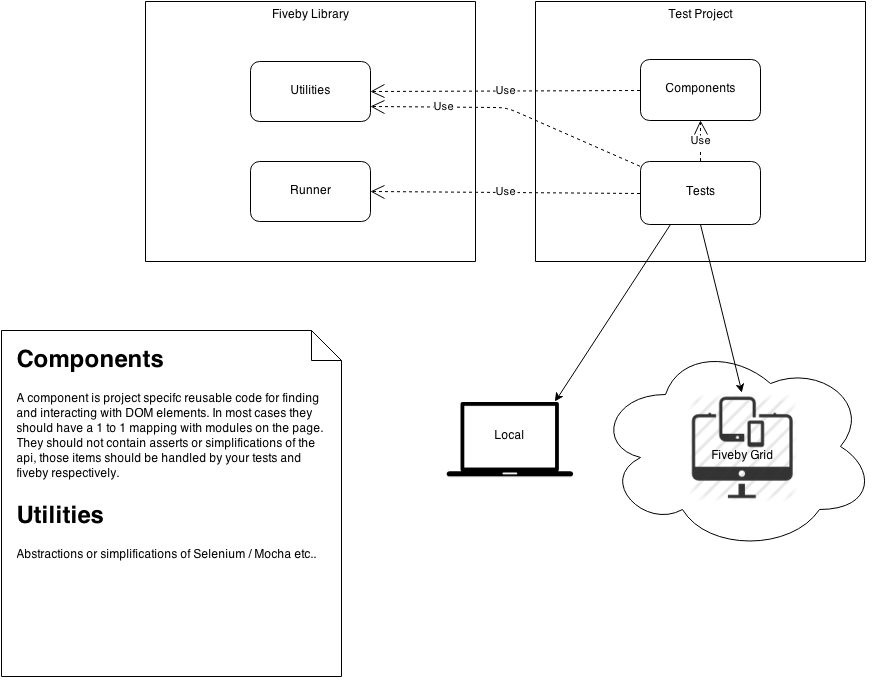 Fiveby Library
Test Project
Utilities
Use
Components
Use
Use
Runner
Use
Tests
Components
A component is project specifc reusable code for finding
and interacting with DOM elements. In most cases they
should have a 1 to 1 mapping with modules on the page.
They should not contain asserts or simplifications of the
api, those items should be handled by your tests and
fiveby respectively.
Utilities
Abstractions or simplifications of Selenium / Mocha etc..
Local
Fiveby Grid